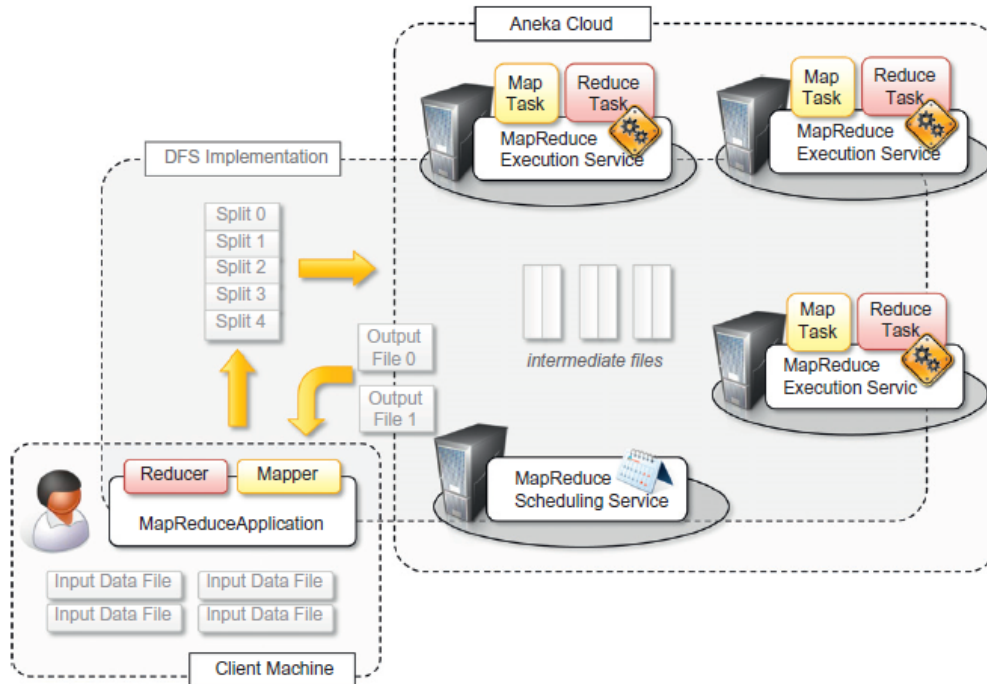 Aneka Cloud
Map
Task
Reduce
Task
MapReduce
Execution Service
Map
Task
Reduce
Task
MapReduce
Execution Service
DFS Implementation
Split 0
Split 1
Split 2
Split 3
Split 4
Output
File 0
Output
File 1
intermediate files
Map
Task
Reduce
Task
MapReduce
Execution Servic
MapReduce
Scheduling Service
Reducer
Mapper
MapReduceApplication
Input Data File
Input Data File
Input Data File
Input Data File
Client Machine